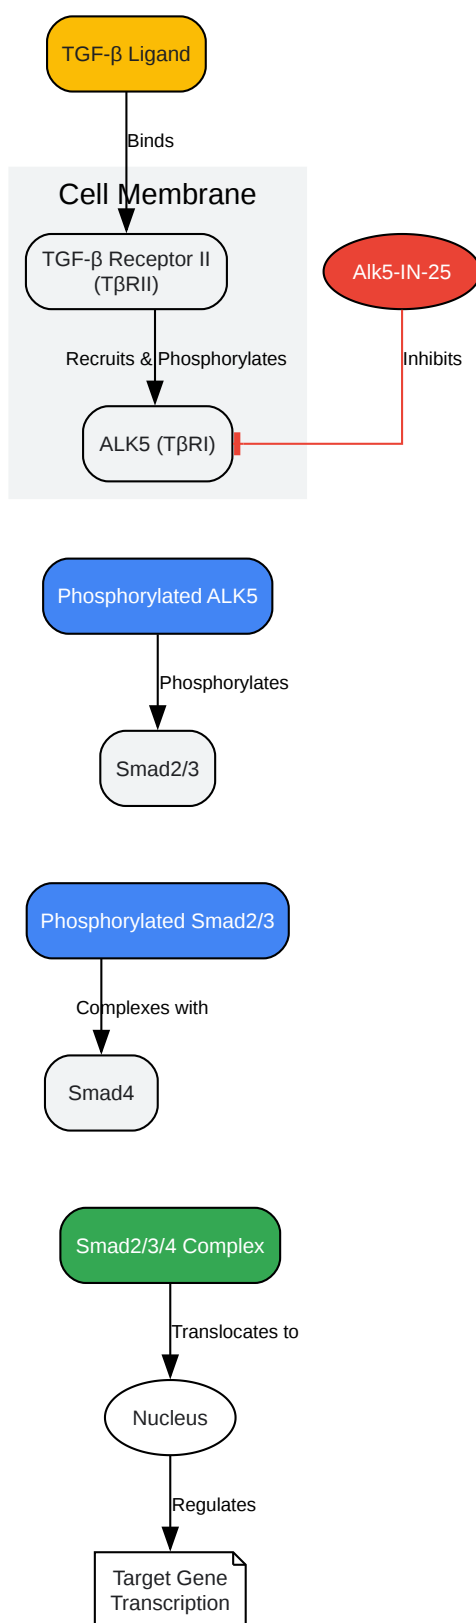 TGF-β Ligand
Binds
Cell Membrane
TGF-β Receptor II
(TβRII)
Alk5-IN-25
Recruits & Phosphorylates
Inhibits
ALK5 (TβRI)
Phosphorylated ALK5
Phosphorylates
Smad2/3
Phosphorylated Smad2/3
Complexes with
Smad4
Smad2/3/4 Complex
Translocates to
Nucleus
Regulates
Target Gene
Transcription